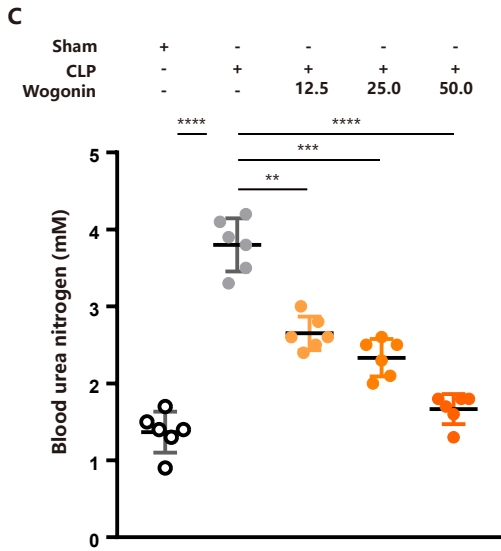 C
Sham + - - - -
CLP - + + + +
Wogonin - - 12.5 25.0 50.0
**** ****
***
**
5
4
3
2
1
0
Blood urea nitrogen (mM)